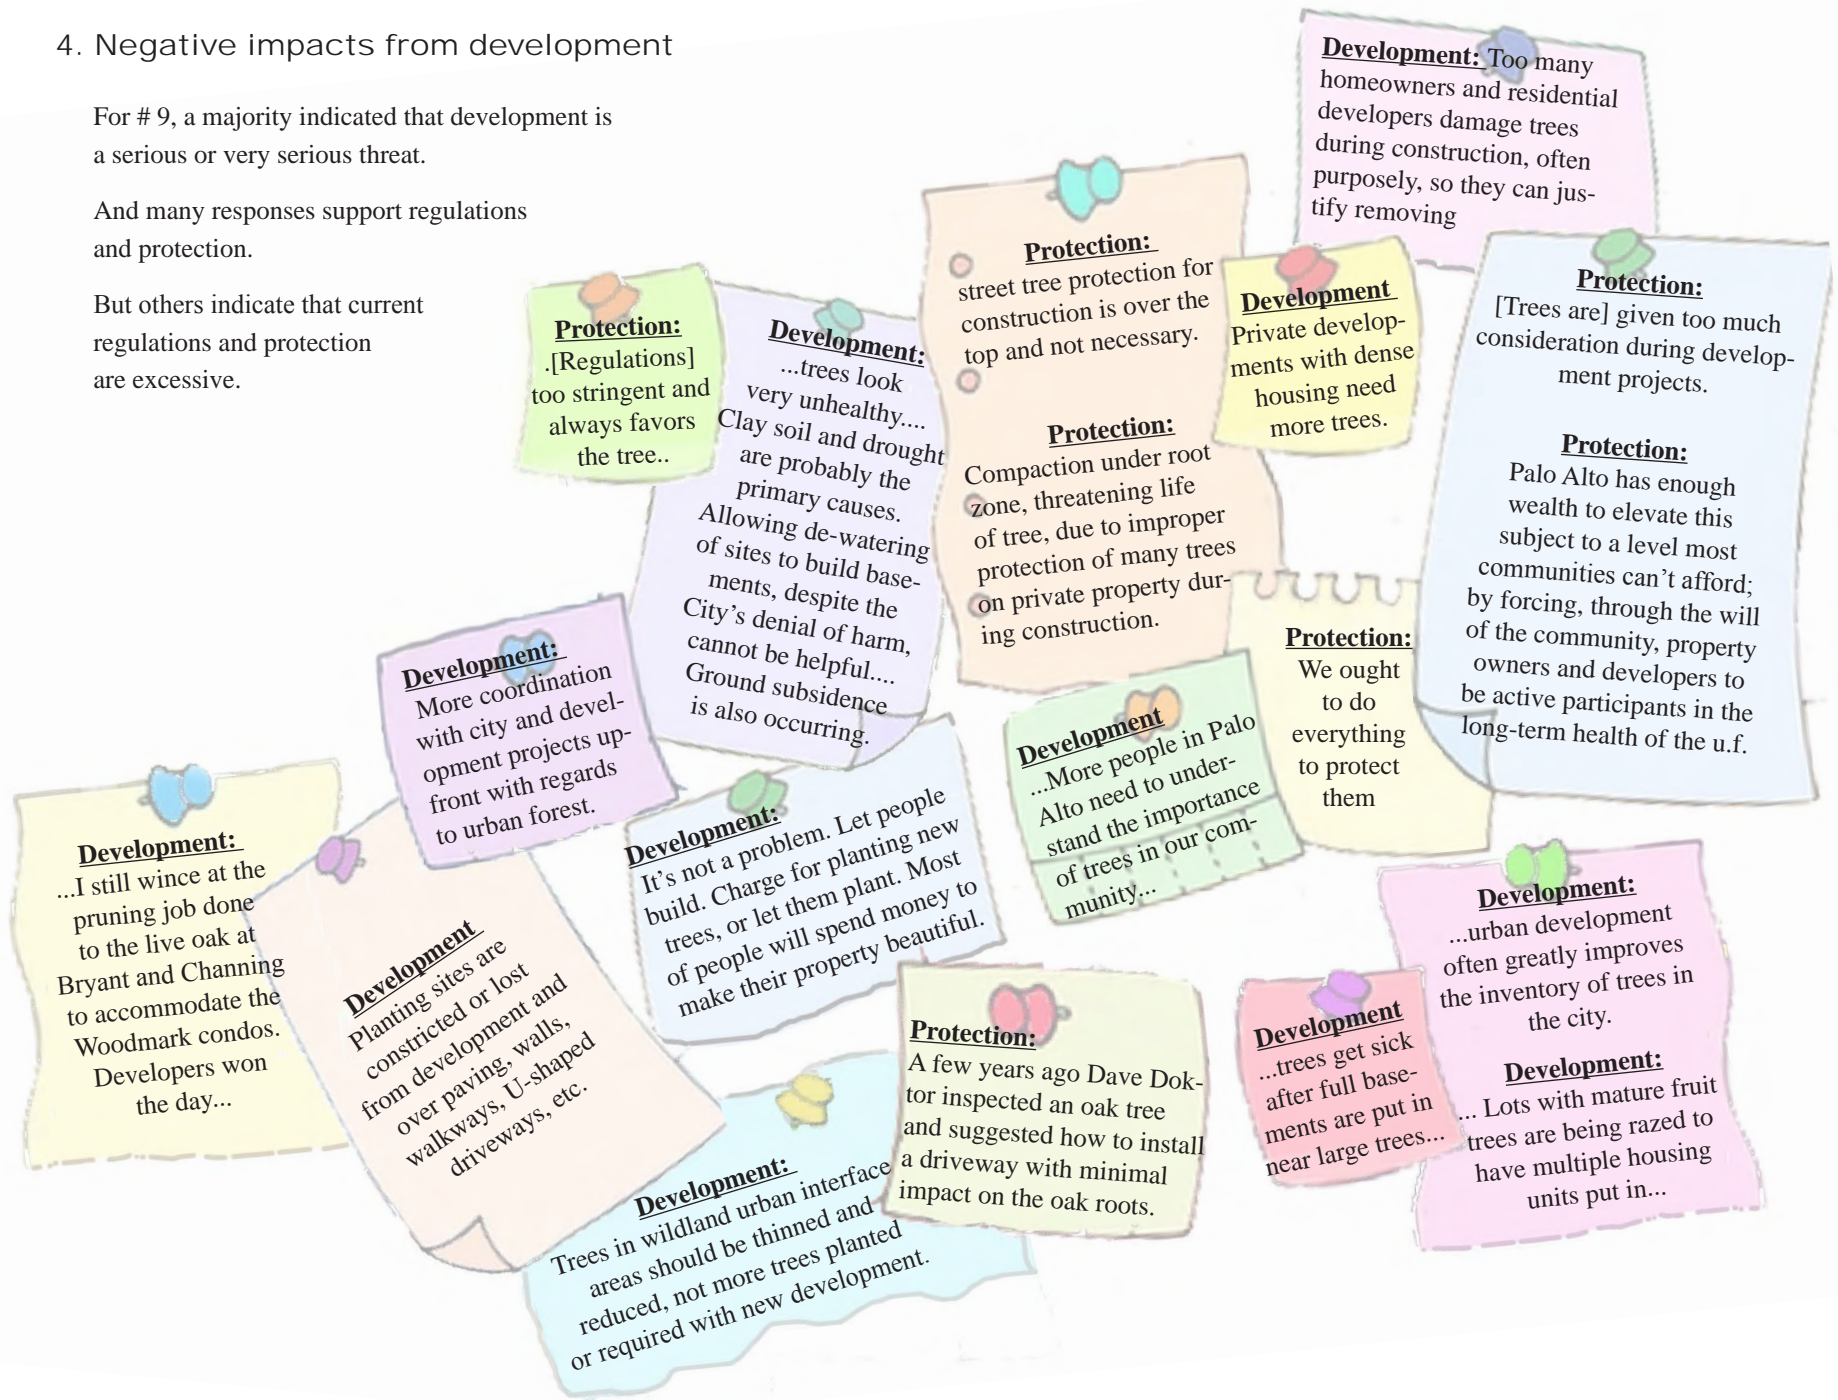 4. Negative impacts from development
For # 9, a majority indicated that development is
a serious or very serious threat.
And many responses support regulations
and protection.
But others indicate that current
regulations and protection
are excessive.
Development: Too many
homeowners and residential
developers damage trees
during construction, often
purposely, so they can jus-
tify removing
Protection:
.[Regulations]
too stringent and
always favors
the tree..
Development:
...trees look
very unhealthy....
Clay soil and drought
are probably the
primary causes.
Allowing de-watering
of sites to build base-
ments, despite the
City’s denial of harm,
cannot be helpful....
Ground subsidence
is also occurring.
Protection:
street tree protection for
construction is over the
top and not necessary.
Protection:
Compaction under root
zone, threatening life
of tree, due to improper
protection of many trees
on private property dur-
ing construction.
Development
Private develop-
ments with dense
housing need
more trees.
Protection:
[Trees are] given too much
consideration during develop-
ment projects.
Protection:
Palo Alto has enough
wealth to elevate this
subject to a level most
communities can’t afford;
by forcing, through the will
of the community, property
owners and developers to
be active participants in the
long-term health of the u.f.
Development:
More coordination
with city and devel-
opment projects up-
front with regards
to urban forest.
Protection:
We ought
to do
everything
to protect
them
Development
...More people in Palo
Alto need to under-
stand the importance
of trees in our com-
munity...
Development:
...I still wince at the
pruning job done
to the live oak at
Bryant and Channing
to accommodate the
Woodmark condos.
Developers won
the day...
Development
Planting sites are
constricted or lost
from development and
over paving, walls,
walkways, U-shaped
driveways, etc.
Development:
It’s not a problem. Let people
build. Charge for planting new
trees, or let them plant. Most
of people will spend money to
make their property beautiful.
Development:
Trees in wildland urban interface
areas should be thinned and
reduced, not more trees planted
or required with new development.
Protection:
A few years ago Dave Dok-
tor inspected an oak tree
and suggested how to install
a driveway with minimal
impact on the oak roots.
Development
...trees get sick
after full base-
ments are put in
near large trees...
Development:
...urban development
often greatly improves
the inventory of trees in
the city.
Development:
... Lots with mature fruit
trees are being razed to
have multiple housing
units put in...